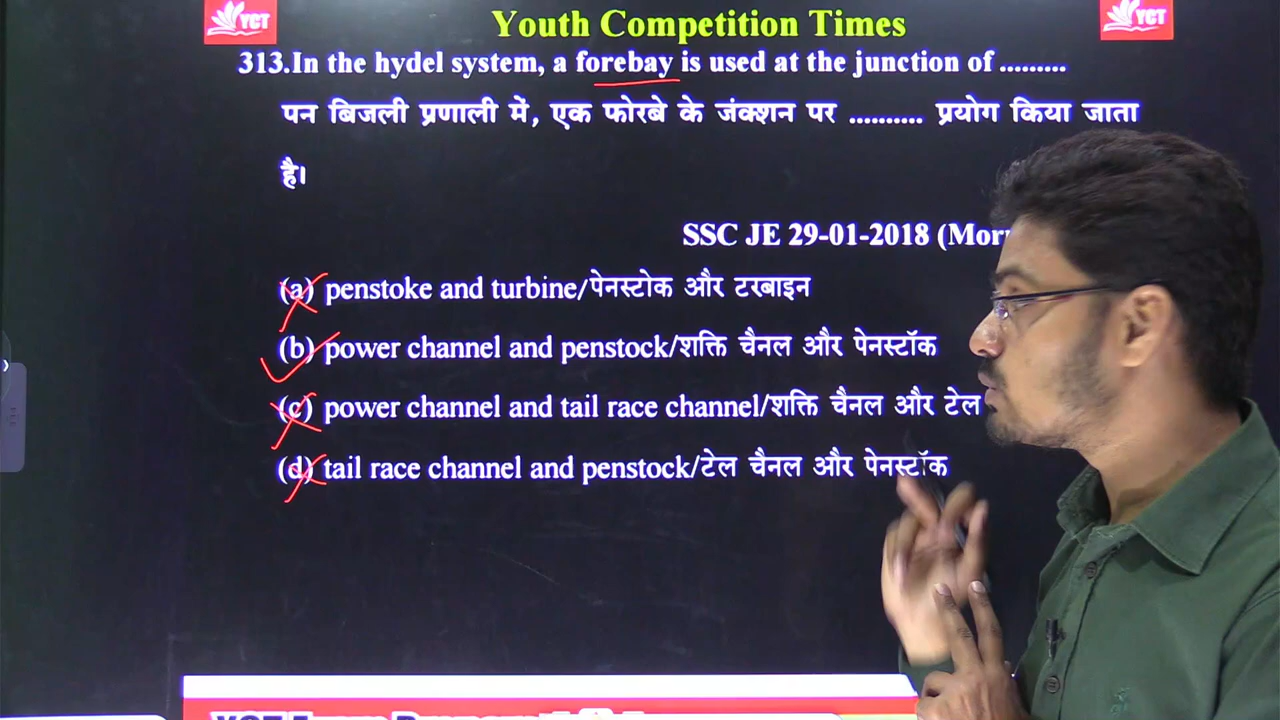 YCT
Youth Competition Times
YCT
313.In the hydel system, a forebay is used at the junction of .........
पन बिजली प्रणाली में, एक फोरबे के जंक्शन पर .......... प्रयोग किया जाता
है।
SSC JE 29-01-2018
(a) penstoke and turbine/पेनस्टोक और टरबाइन
(b) power channel and penstock/शक्ति चैनल और पेनस्टॉक
(c) power channel and tail race channel/शक्ति चैनल और टेल
(d) tail race channel and penstock/टेल चैनल और पेनस्टॉक